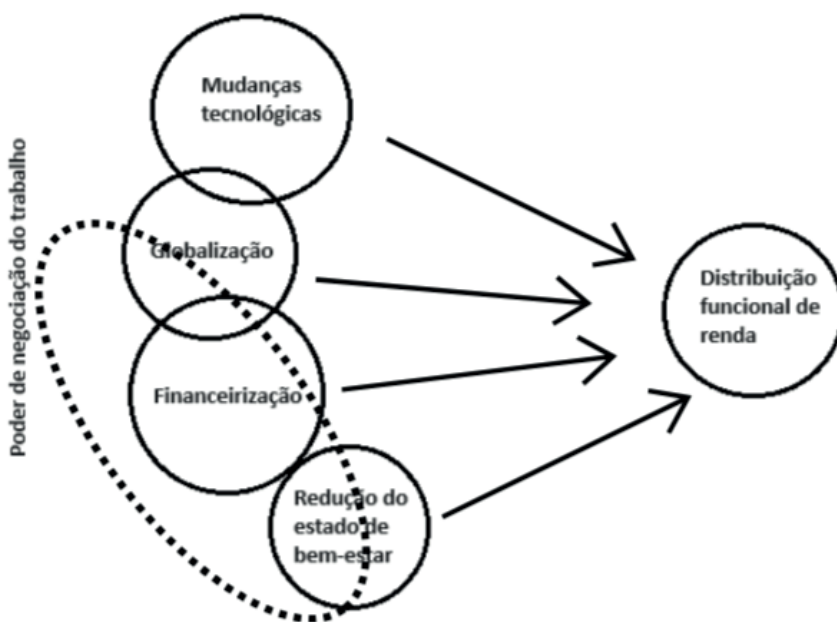 Mudanças
tecnológicas
Poder de negociação do trabalho
Globalização
Financeirização
Redução do
estado de
bem-estar
Distribuição
funcional de
renda